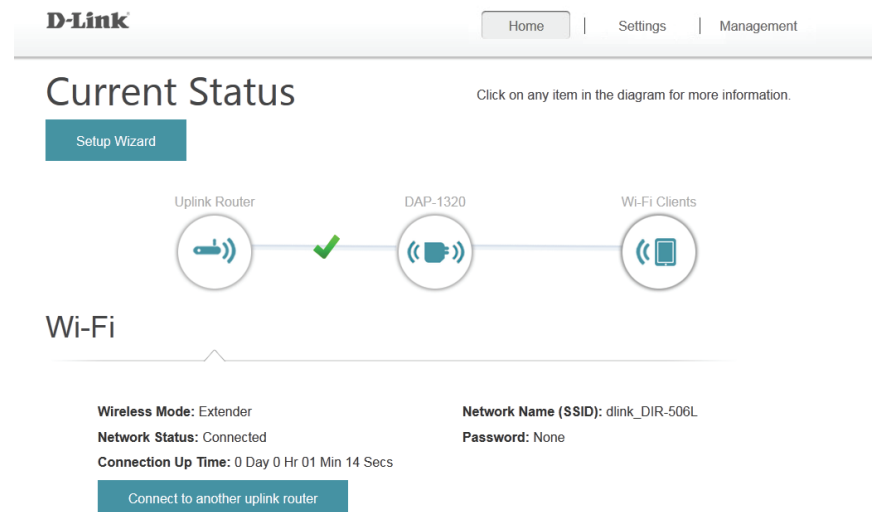 D-Link
Home | Settings | Management
Current Status
Click on any item in the diagram for more information.
Setup Wizard
Uplink Router DAP-1320 Wi-Fi Clients
Wi-Fi
Wireless Mode: Extender Network Name (SSID): dlink_DIR-506L
Network Status: Connected Password: None
Connection Up Time: 0 Day 0 Hr 01 Min 14 Secs
Connect to another uplink router